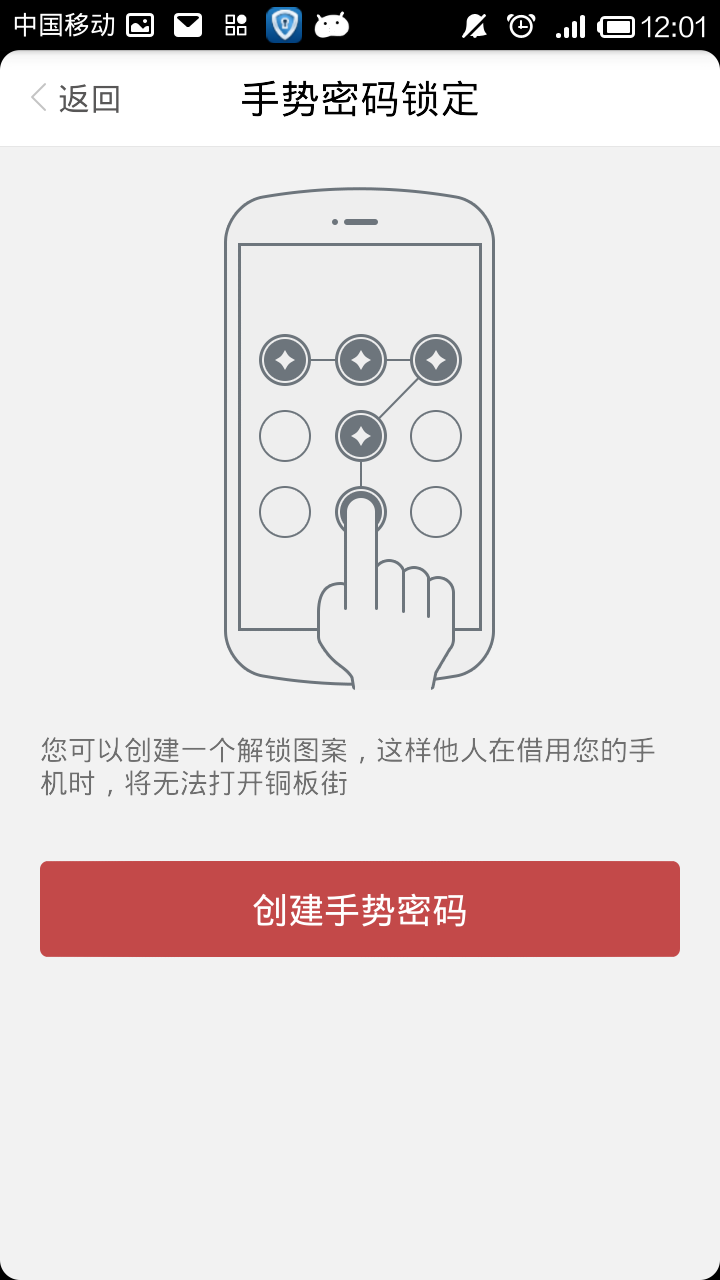 中国移动 12:01
返回 手势密码锁定
您可以创建一个解锁图案，这样他人在借用您的手
机时，将无法打开铜板街
创建手势密码